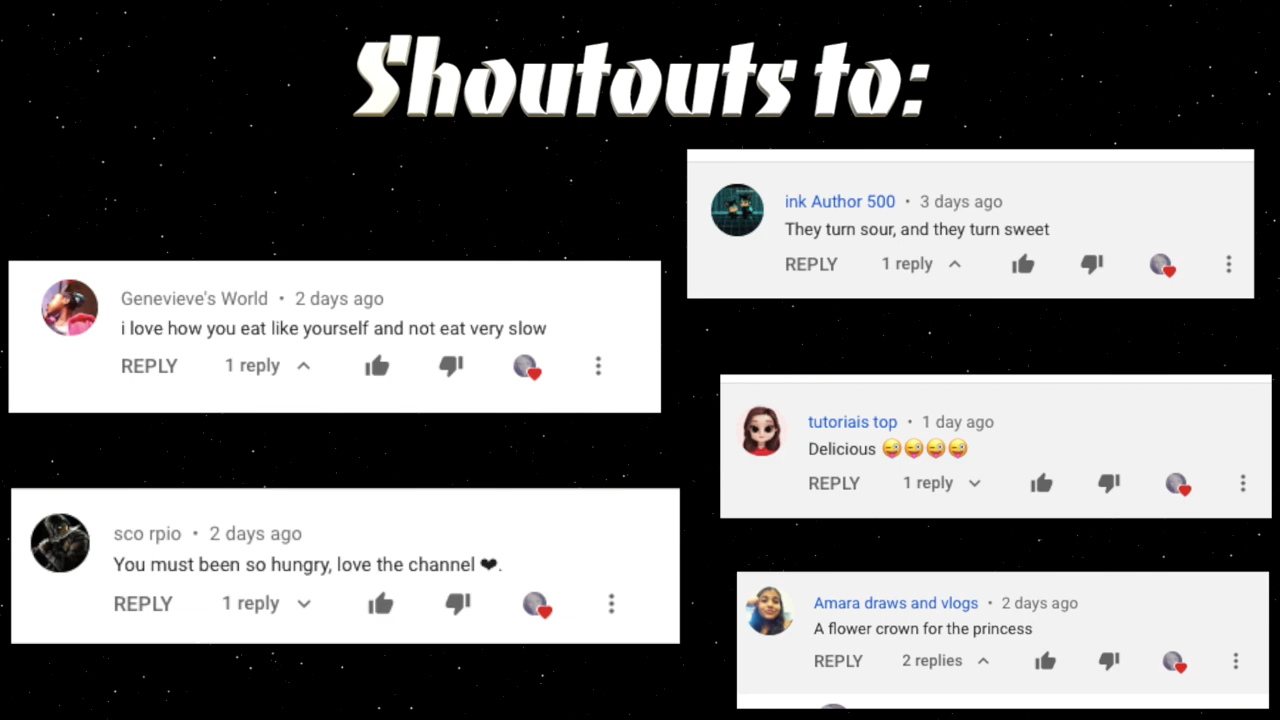 Shoutouts to:
ink Author 500 • 3 days ago
They turn sour, and they turn sweet
REPLY 1 reply
Genevieve's World • 2 days ago
i love how you eat like yourself and not eat very slow
REPLY 1 reply
tutoriais top • 1 day ago
Delicious 😜😜😜😜
REPLY 1 reply
sco rpio • 2 days ago
You must been so hungry, love the channel ❤.
REPLY 1 reply
Amara draws and vlogs • 2 days ago
A flower crown for the princess
REPLY 2 replies